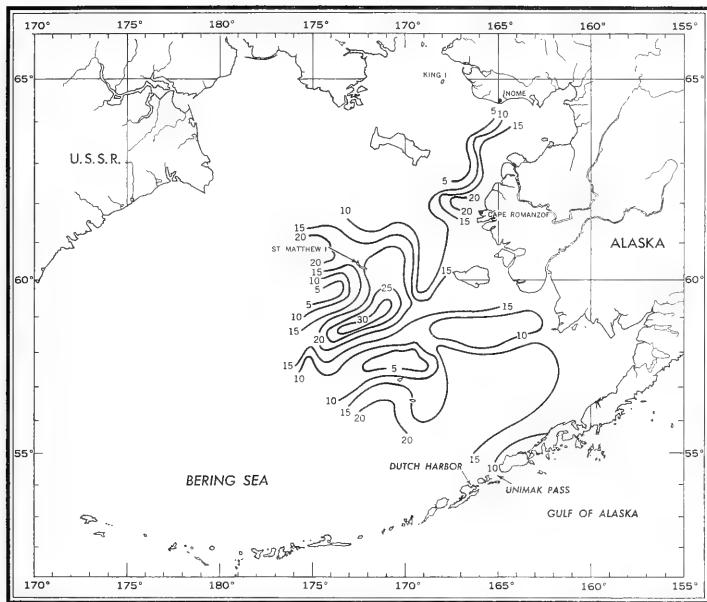 170° 175° 180° 175° 170° 165° 160° 155°
65° 65°
KING I
NOME
5 10
15
U.S.S.R.
5
20
20
15
CAPE ROMANZOF
10
15
20
ST MATTHEW I
ALASKA
20
15
10
5
15
60° 60°
25
5
10
15
30
20
15
10
15
10
5
10
15
20
20
15
10
55° 55°
DUTCH HARBOR
UNIMAK PASS
BERING SEA
GULF OF ALASKA
170° 175° 180° 175° 170° 165° 160° 155°